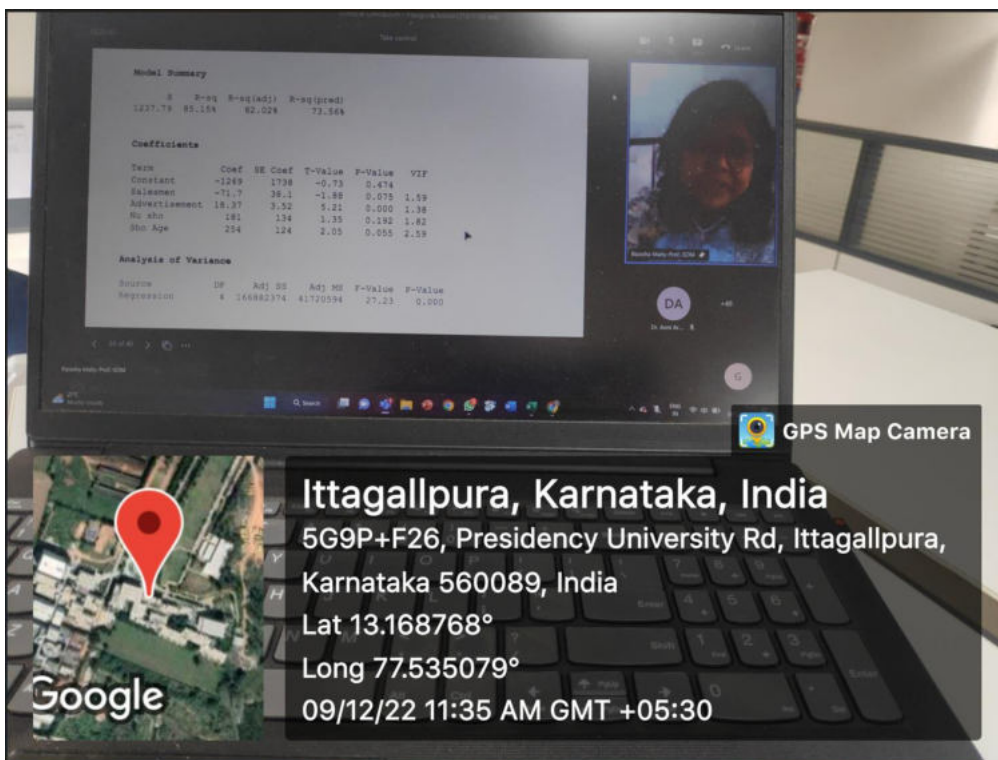 Model Summary
S R-sq R-sq(adj) R-sq(pred)
1237.79 85.15% 82.02% 73.56%
Coefficients
Term Coef SE Coef T-Value P-Value VIF
Constant -1269 1738 -0.73 0.474
Salesmen -71.7 38.1 -1.88 0.075 1.59
Advertisement 18.37 3.52 5.21 0.000 1.38
No sho 181 134 1.35 0.192 1.82
Sho Age 254 124 2.05 0.055 2.59
Analysis of Variance
Source DF Adj SS Adj MS F-Value P-Value
Regression 4 166882374 41720594 27.23 0.000
DA
G
Search
GPS Map Camera
Ittagallpura, Karnataka, India
5G9P+F26, Presidency University Rd, Ittagallpura,
Karnataka 560089, India
Lat 13.168768°
Long 77.535079°
09/12/22 11:35 AM GMT +05:30
Google